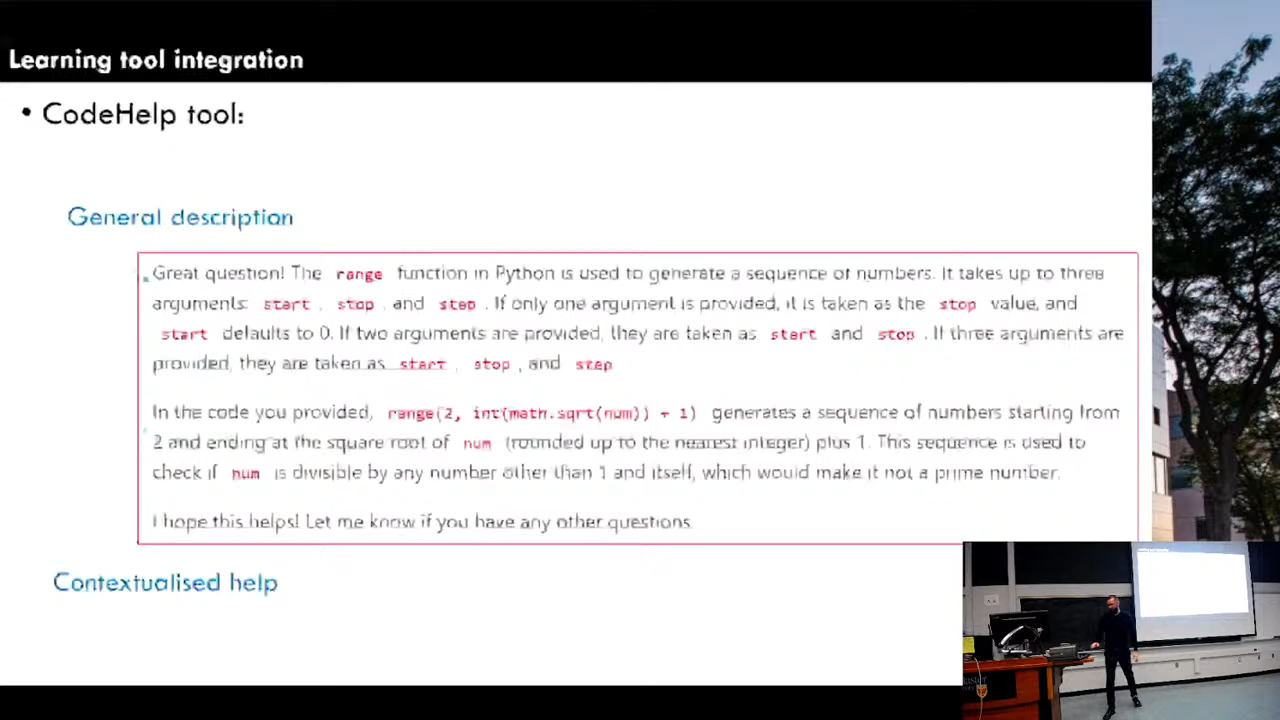 Learning tool integration
• CodeHelp tool:
General description
Great question! The range function in Python is used to generate a sequence of numbers. It takes up to three
arguments: start , stop , and step . If only one argument is provided, it is taken as the stop value, and
start defaults to 0. If two arguments are provided, they are taken as start and stop . If three arguments are
provided, they are taken as start , stop , and step
In the code you provided, range(2, int(math.sqrt(num)) + 1) generates a sequence of numbers starting from
2 and ending at the square root of num (rounded up to the nearest integer) plus 1. This sequence is used to
check if num is divisible by any number other than 1 and itself, which would make it not a prime number.
I hope this helps! Let me know if you have any other questions.
Contextualised help